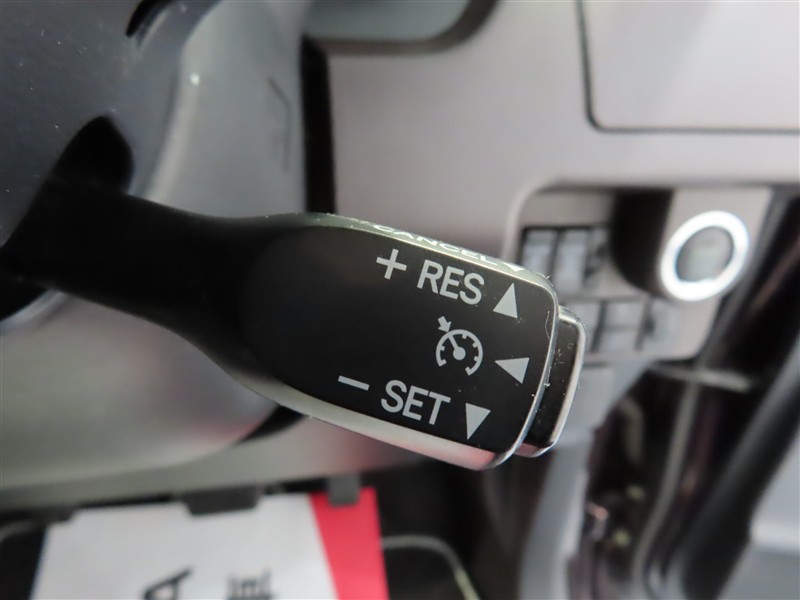 CANCEL ▼
+ RES ▲
◀
− SET ▼
A